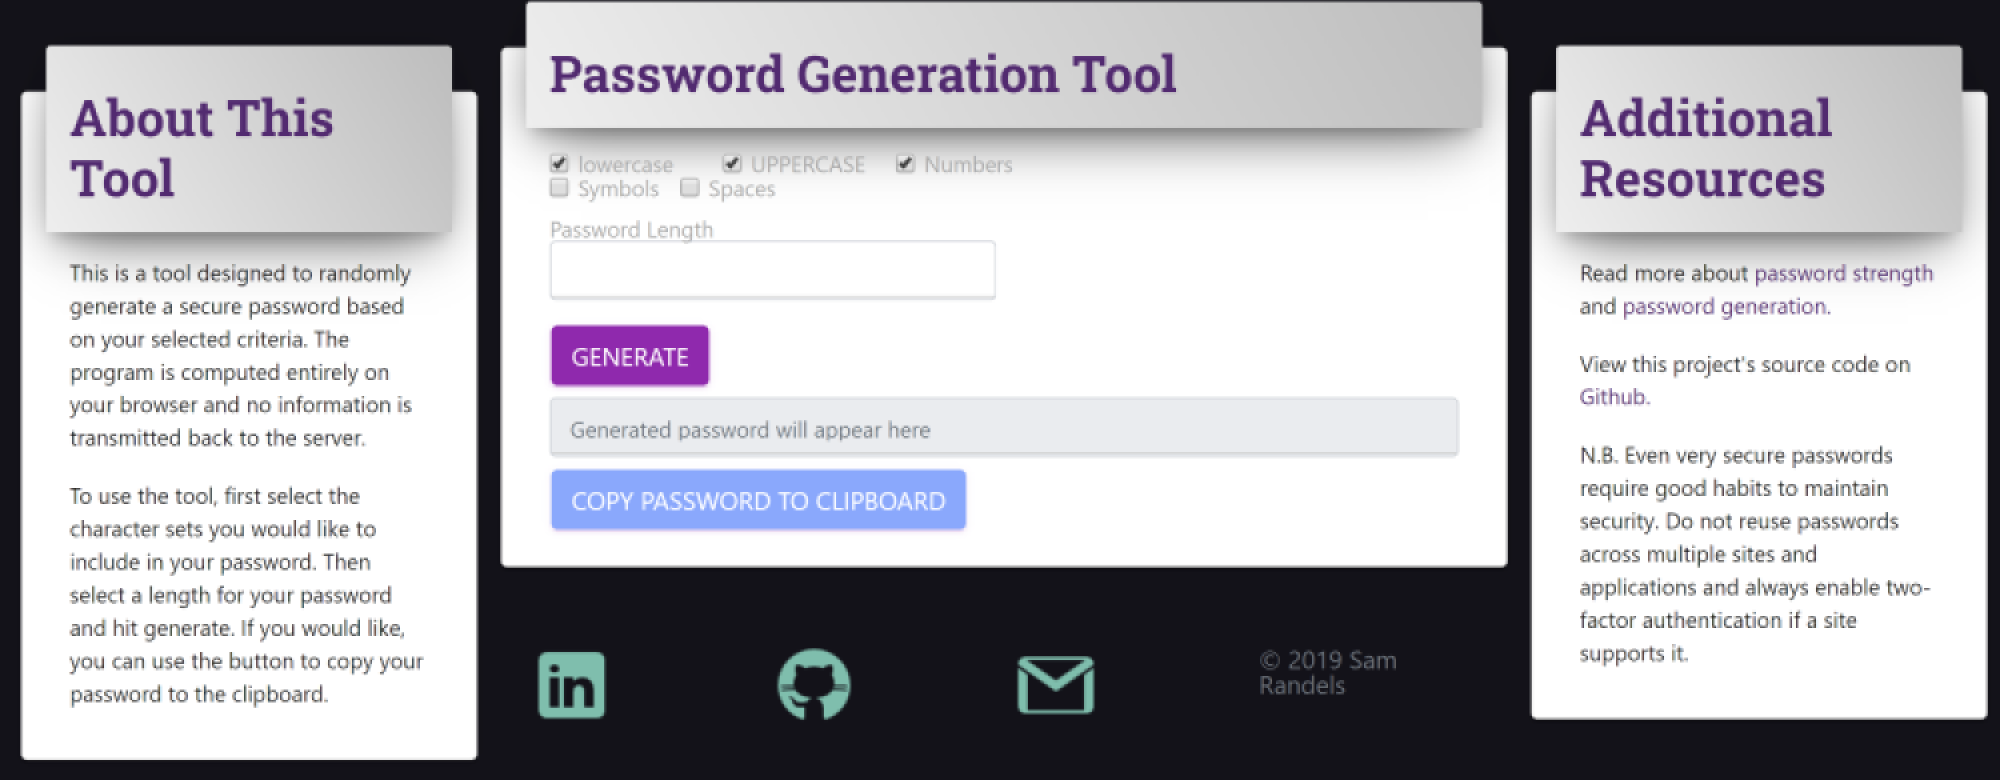 About This
Tool
This is a tool designed to randomly
generate a secure password based
on your selected criteria. The
program is computed entirely on
your browser and no information is
transmitted back to the server.
To use the tool, first select the
character sets you would like to
include in your password. Then
select a length for your password
and hit generate. If you would like,
you can use the button to copy your
password to the clipboard.
Password Generation Tool
lowercase UPPERCASE Numbers
Symbols Spaces
Password Length
GENERATE
Generated password will appear here
COPY PASSWORD TO CLIPBOARD
in
© 2019 Sam
Randels
Additional
Resources
Read more about password strength
and password generation.
View this project's source code on
Github.
N.B. Even very secure passwords
require good habits to maintain
security. Do not reuse passwords
across multiple sites and
applications and always enable two-
factor authentication if a site
supports it.